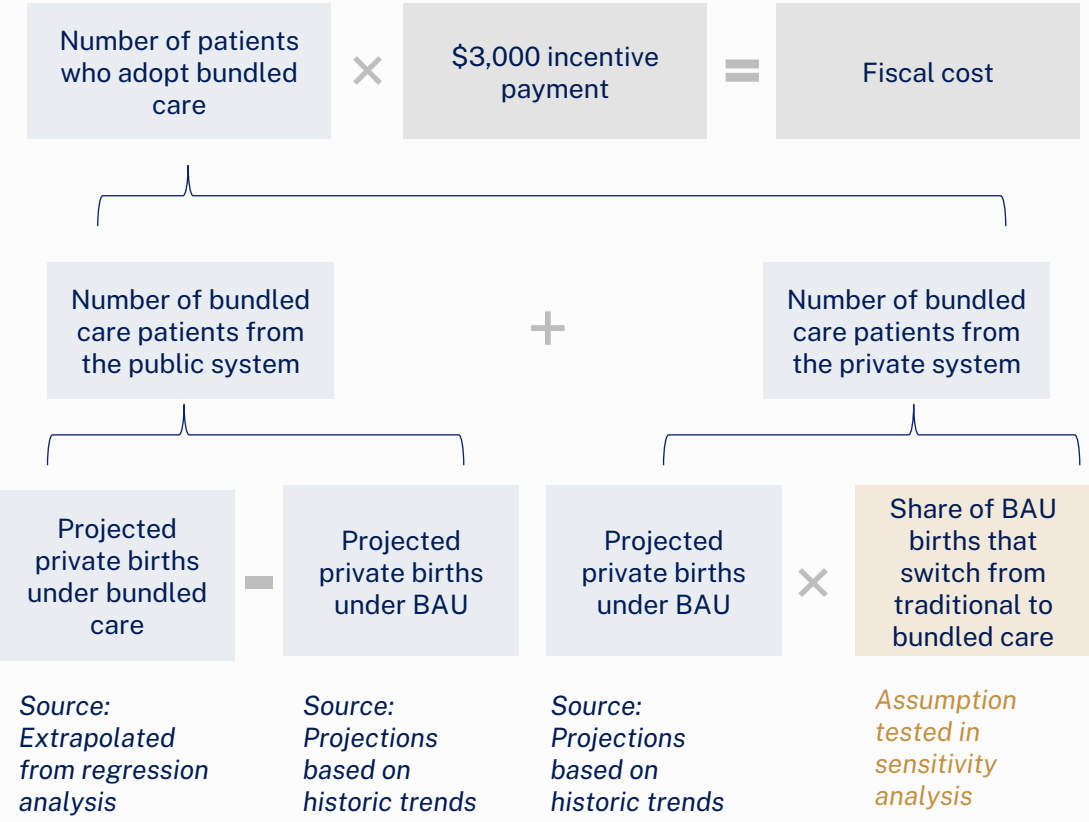 Number of patients
who adopt bundled
care
×
$3,000 incentive
payment
=
Fiscal cost
Number of bundled
care patients from
the public system
+
Number of bundled
care patients from
the private system
Projected
private births
under bundled
care
-
Projected
private births
under BAU
Projected
private births
under BAU
×
Share of BAU
births that
switch from
traditional to
bundled care
Source:
Extrapolated
from regression
analysis
Source:
Projections
based on
historic trends
Source:
Projections
based on
historic trends
Assumption
tested in
sensitivity
analysis